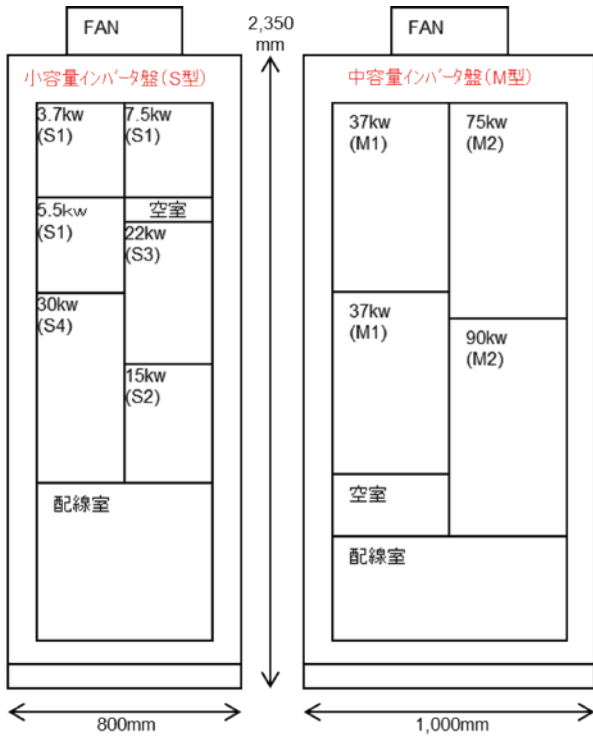 FAN
小容量インバータ盤(S型)
3.7kw
(S1)
7.5kw
(S1)
5.5kw
(S1)
空室
22kw
(S3)
30kw
(S4)
15kw
(S2)
配線室
800mm
2,350
mm
FAN
中容量インバータ盤(M型)
37kw
(M1)
75kw
(M2)
37kw
(M1)
90kw
(M2)
空室
配線室
1,000mm